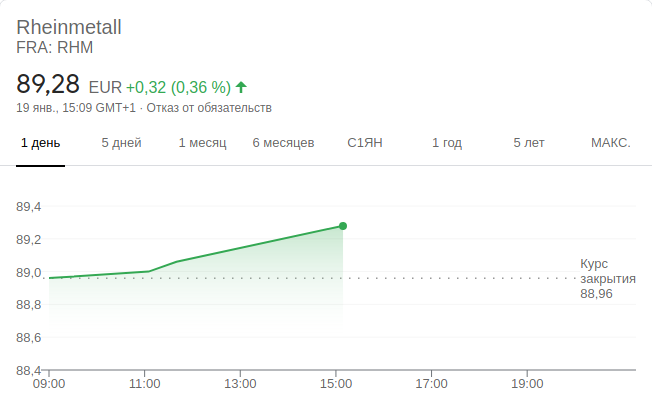 Rheinmetall
FRA: RHM
89,28 EUR +0,32 (0,36 %)
19 янв., 15:09 GMT+1 · Отказ от обязательств
1 день 5 дней 1 месяц 6 месяцев С1ЯН 1 год 5 лет МАКС.
89,4
89,2
89,0
88,8
88,6
88,4
Курс
закрытия
88,96
09:00 11:00 13:00 15:00 17:00 19:00